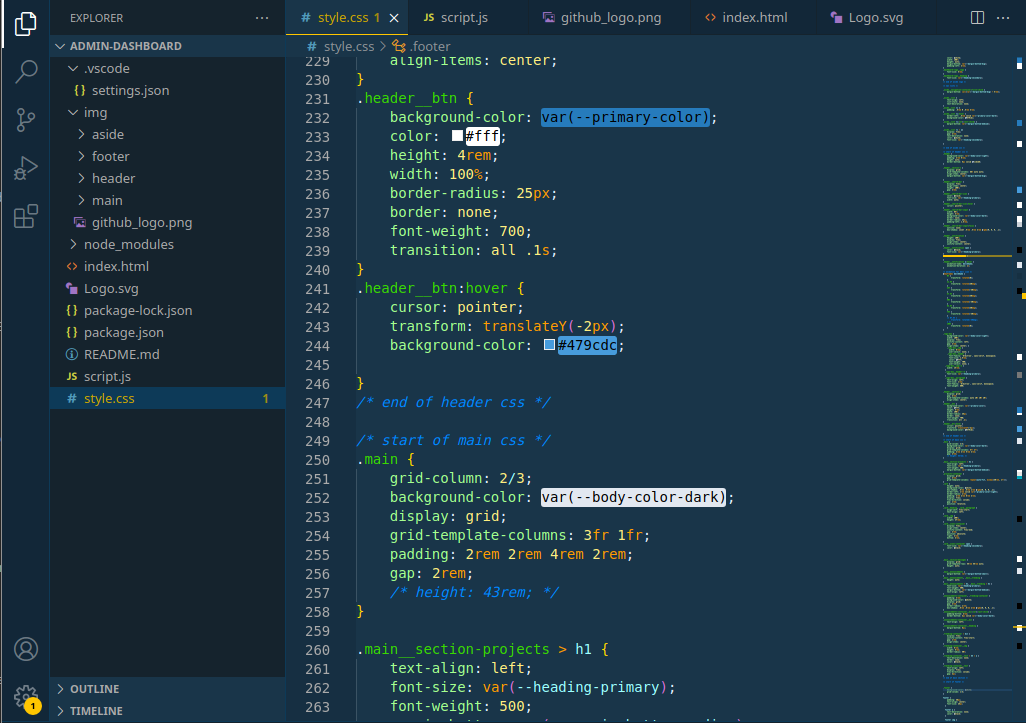 EXPLORER
ADMIN-DASHBOARD
.vscode
{} settings.json
img
aside
footer
header
main
github_logo.png
node_modules
index.html
Logo.svg
{} package-lock.json
{} package.json
README.md
JS script.js
# style.css 1
OUTLINE
TIMELINE
1
# style.css 1
JS script.js
github_logo.png
index.html
Logo.svg
# style.css > .footer
229 align-items: center;
230 }
231 .header__btn {
232 background-color: var(--primary-color);
233 color: #fff;
234 height: 4rem;
235 width: 100%;
236 border-radius: 25px;
237 border: none;
238 font-weight: 700;
239 transition: all .1s;
240 }
241 .header__btn:hover {
242 cursor: pointer;
243 transform: translateY(-2px);
244 background-color: #479cdc;
245
246 }
247 /* end of header css */
248
249 /* start of main css */
250 .main {
251 grid-column: 2/3;
252 background-color: var(--body-color-dark);
253 display: grid;
254 grid-template-columns: 3fr 1fr;
255 padding: 2rem 2rem 4rem 2rem;
256 gap: 2rem;
257 /* height: 43rem; */
258 }
259
260 .main__section-projects > h1 {
261 text-align: left;
262 font-size: var(--heading-primary);
263 font-weight: 500;